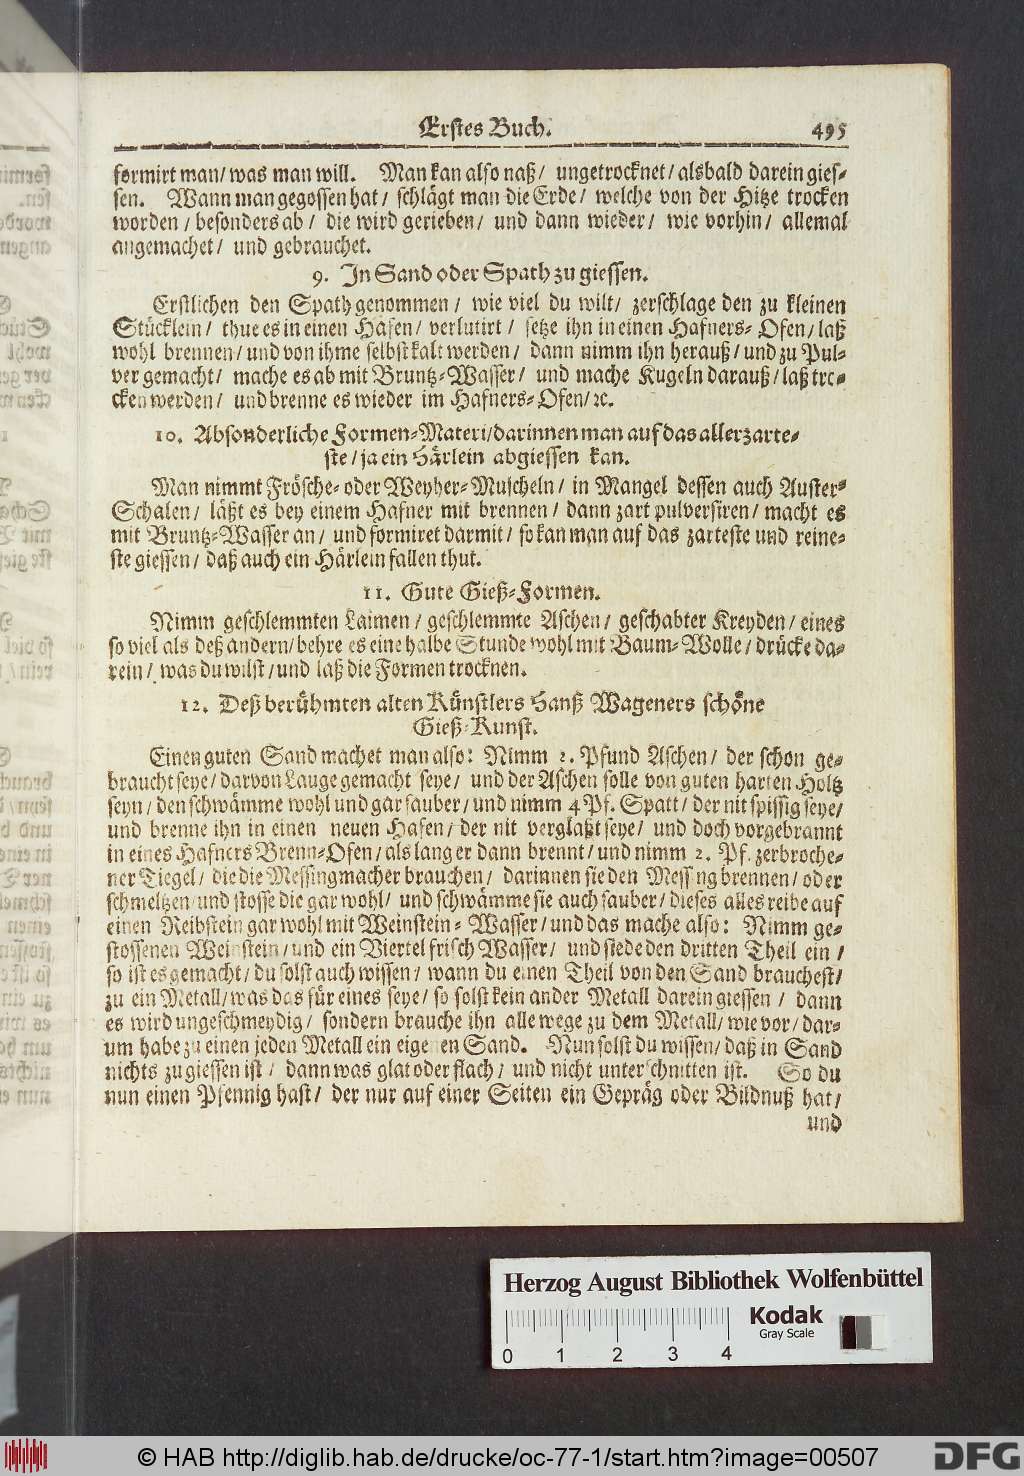 Erstes Buch. 495
formirt man/ was man will. Man kan also naß/ ungetrocknet/ alsbald darein gies-
sen. Wann man gegossen hat/ schlägt man die Erde/ welche von der Hitze trocken
worden/ besonders ab/ die wird gerieben/ und dann wieder/ wie vorhin/ allemal
angemachet/ und gebrauchet.
9. In Sand oder Spath zu giessen.
Erstlichen den Spath genommen/ wie viel du wilt/ zerschlage den zu kleinen
Stücklein/ thue es in einen Hafen/ verlutirt/ setze ihn in einen Hafners-Ofen/ laß
wohl brennen/ und von ihme selbst kalt werden/ dann nimm ihn herauß/ und zu Pul-
ver gemacht/ mache es ab mit Bruntz-Wasser/ und mache Kugeln darauß/ laß tro-
cken werden/ und brenne es wieder im Hafners-Ofen/ ꝛc.
10. Absonderliche Formen-Materi/ darinnen man auf das allerzarte-
ste/ ja ein Härlein abgiessen kan.
Man nimmt Frösche- oder Weyher-Muscheln/ in Mangel dessen auch Auster-
Schalen/ läßt es bey einem Hafner mit brennen/ dann zart pulversiren/ macht es
mit Bruntz-Wasser an/ und formiret darmit/ so kan man auf das zarteste und reine-
ste giessen/ daß auch ein Härlein fallen thut.
11. Gute Gieß-Formen.
Nimm geschlemmten Laimen/ geschlemmte Aschen/ geschabter Kreyden/ eines
so viel als deß andern/ behre es eine halbe Stunde wohl mit Baum-Wolle/ drücke da-
rein/ was du wilst/ und laß die Formen trocknen.
12. Deß berühmten alten Künstlers Hanß Wageners schöne
Gieß-Kunst.
Einen guten Sand machet man also: Nimm 2. Pfund Aschen/ der schon ge-
braucht seye/ darvon Lauge gemacht seye/ und der Aschen solle von guten harten Holtz
seyn/ den schwämme wohl und gar sauber/ und nimm 4 Pf. Spatt/ der nit spissig seye/
und brenne ihn in einen neuen Hafen/ der nit verglaßt seye/ und doch vorgebrannt
in eines Hafners Brenn-Ofen/ als lang er dann brennt/ und nimm 2. Pf. zerbroche-
ner Tiegel/ die die Messingmacher brauchen/ darinnen sie den Messing brennen/ oder
schmeltzen/ und stosse die gar wohl/ und schwämme sie auch sauber/ dieses alles reibe auf
einen Reibstein gar wohl mit Weinstein-Wasser/ und das mache also: Nimm ge-
stossenen Weinstein/ und ein Viertel frisch Wasser/ und siede den dritten Theil ein/
so ist es gemacht/ du solst auch wissen/ wann du einen Theil von den Sand brauchest/
zu ein Metall/ was das für eines seye/ so solst kein ander Metall darein giessen/ dann
es wird ungeschmeydig/ sondern brauche ihn allewege zu dem Metall/ wie vor/ dar-
um habe zu einen jeden Metall ein eigenen Sand. Nun solst du wissen/ daß in Sand
nichts zu giessen ist/ dann was glat oder flach/ und nicht unterschnitten ist. So du
nun einen Pfennig hast/ der nur auf einer Seiten ein Gepräg oder Bildnuß hat/
und
Herzog August Bibliothek Wolfenbüttel
Kodak
Gray Scale
0 1 2 3 4
© HAB http://diglib.hab.de/drucke/oc-77-1/start.htm?image=00507
DFG